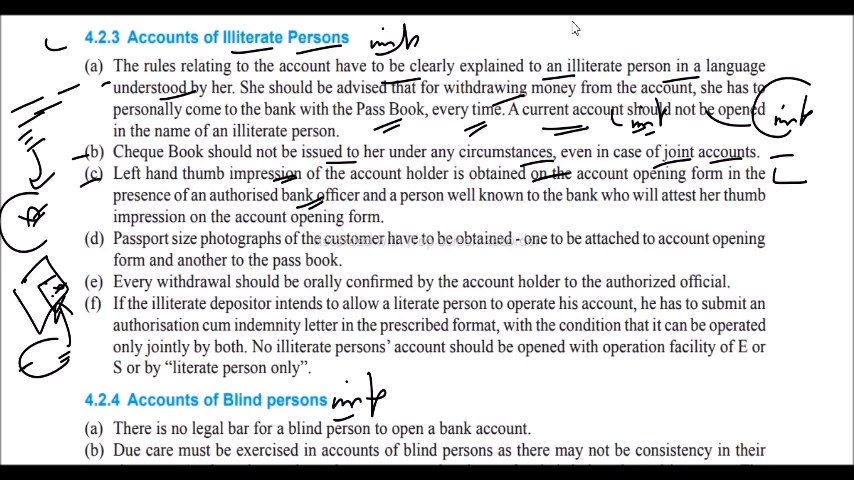 4.2.3 Accounts of Illiterate Persons
(a) The rules relating to the account have to be clearly explained to an illiterate person in a language
understood by her. She should be advised that for withdrawing money from the account, she has to
personally come to the bank with the Pass Book, every time. A current account should not be opened
in the name of an illiterate person.
(b) Cheque Book should not be issued to her under any circumstances, even in case of joint accounts.
(c) Left hand thumb impression of the account holder is obtained on the account opening form in the
presence of an authorised bank officer and a person well known to the bank who will attest her thumb
impression on the account opening form.
(d) Passport size photographs of the customer have to be obtained - one to be attached to account opening
form and another to the pass book.
(e) Every withdrawal should be orally confirmed by the account holder to the authorized official.
(f) If the illiterate depositor intends to allow a literate person to operate his account, he has to submit an
authorisation cum indemnity letter in the prescribed format, with the condition that it can be operated
only jointly by both. No illiterate persons' account should be opened with operation facility of E or
S or by "literate person only".
4.2.4 Accounts of Blind persons
(a) There is no legal bar for a blind person to open a bank account.
(b) Due care must be exercised in accounts of blind persons as there may not be consistency in their